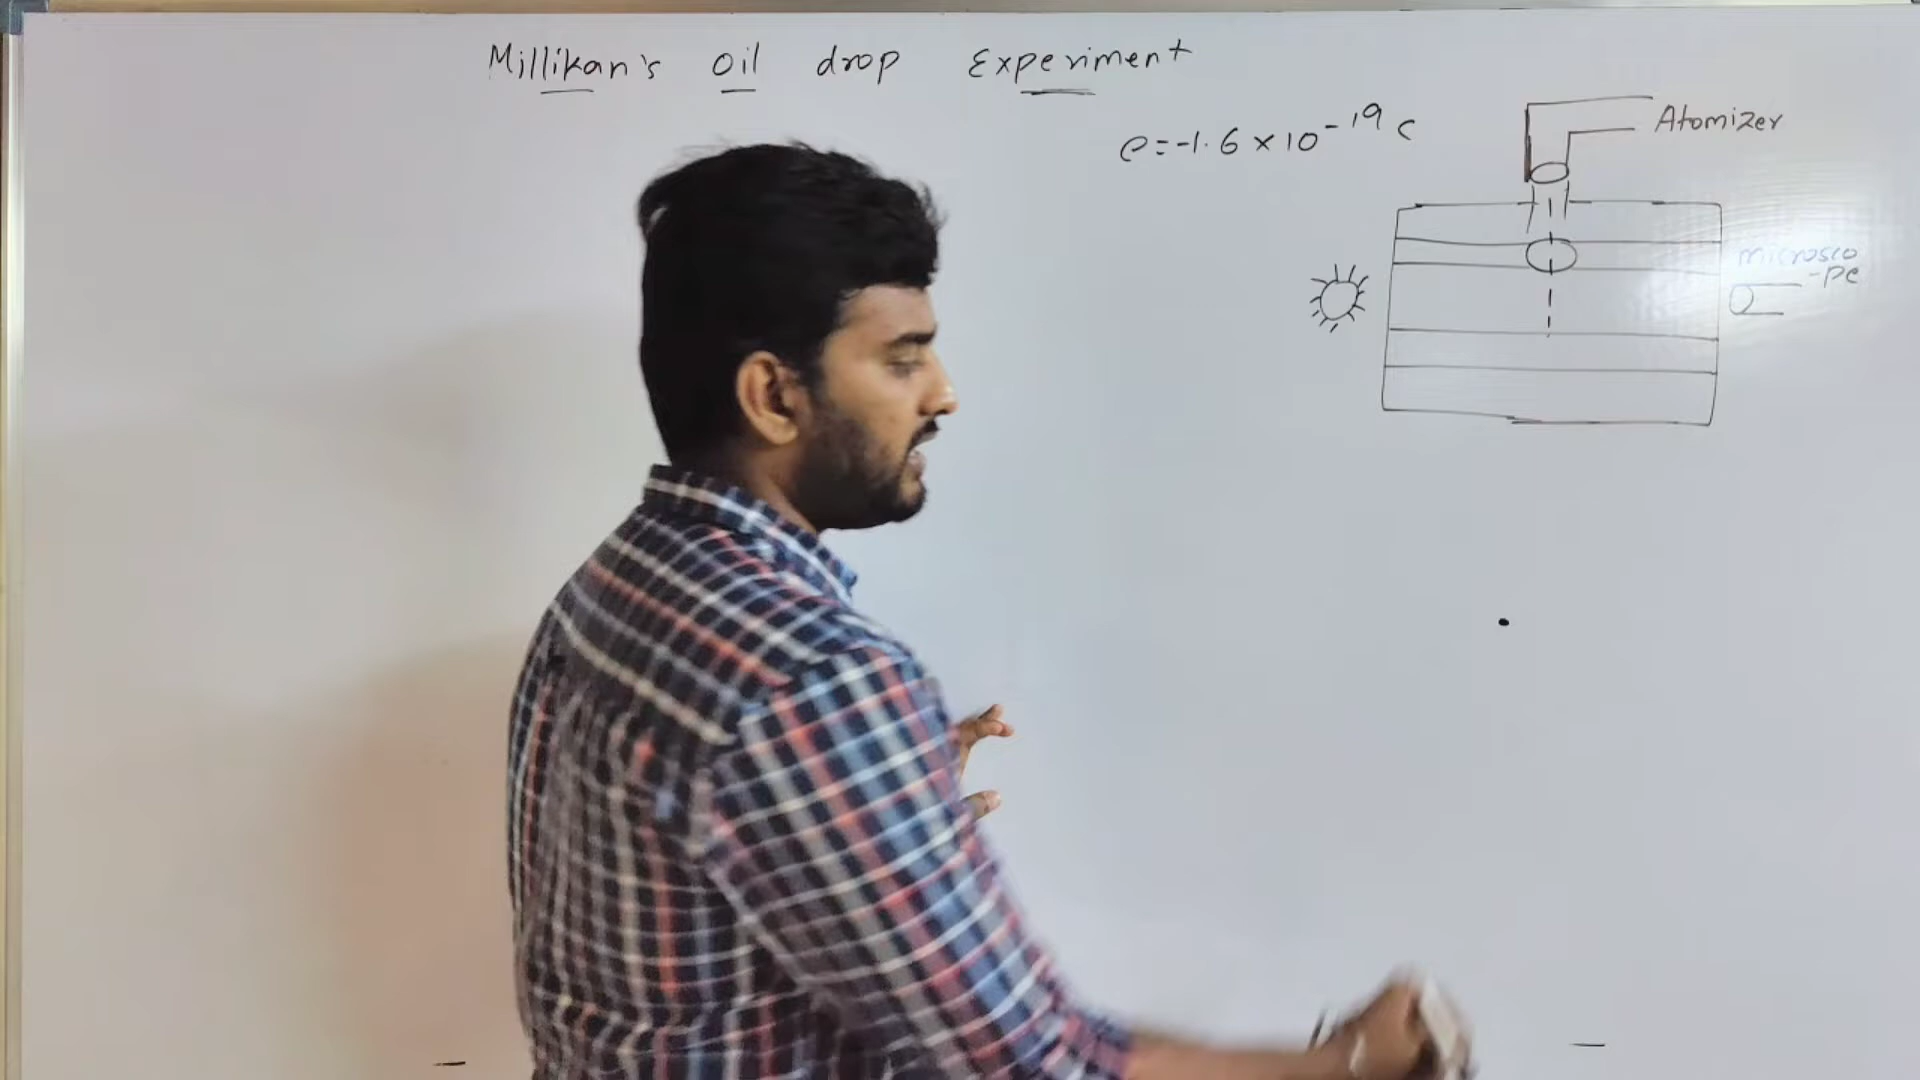 Millikan's oil drop Experiment
e=-1.6×10-19 c
Atomizer
microsco
-pe